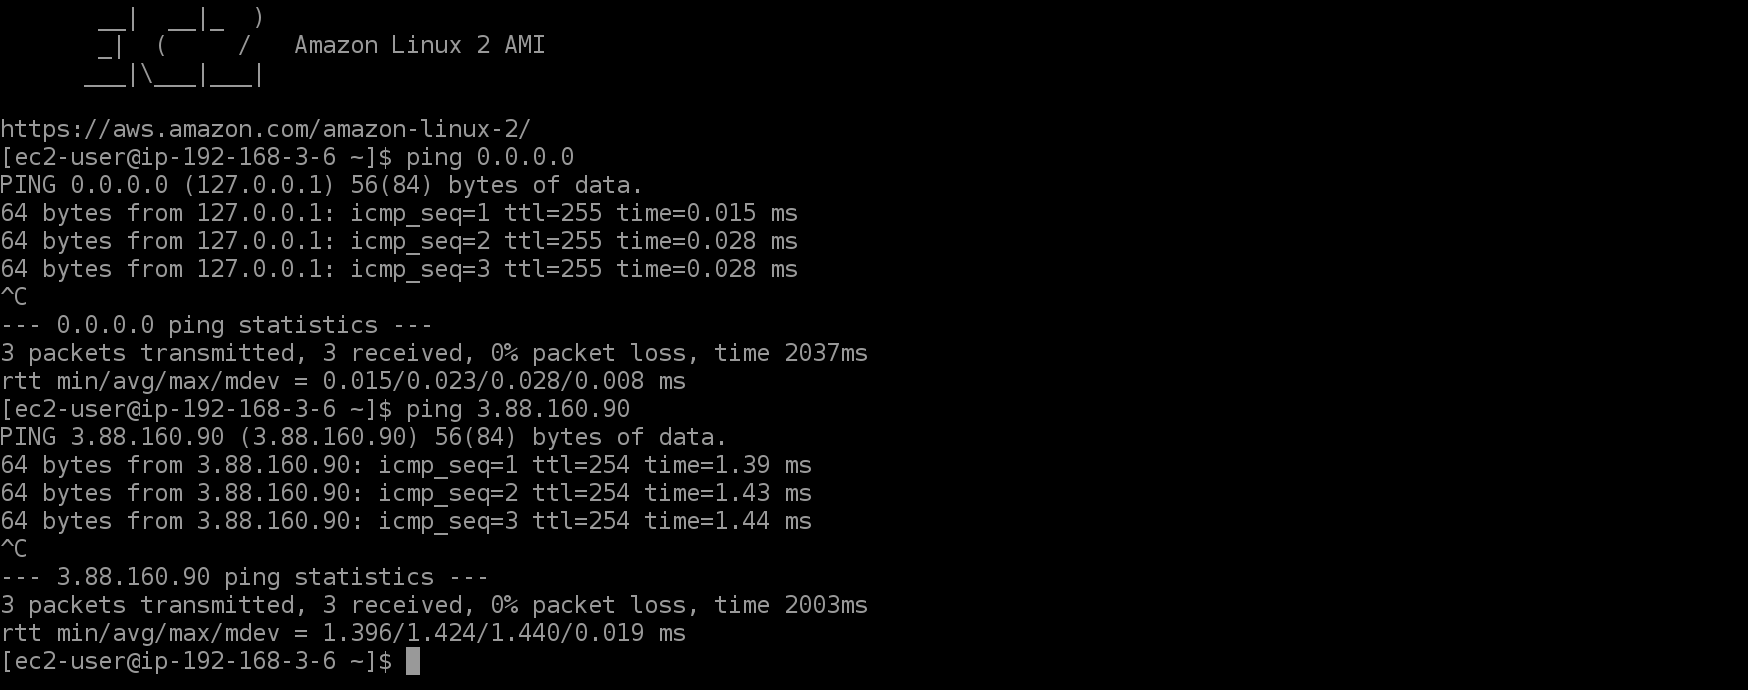 __|  __|_  )
       _|  (     /   Amazon Linux 2 AMI
      ___|\___|___|

https://aws.amazon.com/amazon-linux-2/
[ec2-user@ip-192-168-3-6 ~]$ ping 0.0.0.0
PING 0.0.0.0 (127.0.0.1) 56(84) bytes of data.
64 bytes from 127.0.0.1: icmp_seq=1 ttl=255 time=0.015 ms
64 bytes from 127.0.0.1: icmp_seq=2 ttl=255 time=0.028 ms
64 bytes from 127.0.0.1: icmp_seq=3 ttl=255 time=0.028 ms
^C
--- 0.0.0.0 ping statistics ---
3 packets transmitted, 3 received, 0% packet loss, time 2037ms
rtt min/avg/max/mdev = 0.015/0.023/0.028/0.008 ms
[ec2-user@ip-192-168-3-6 ~]$ ping 3.88.160.90
PING 3.88.160.90 (3.88.160.90) 56(84) bytes of data.
64 bytes from 3.88.160.90: icmp_seq=1 ttl=254 time=1.39 ms
64 bytes from 3.88.160.90: icmp_seq=2 ttl=254 time=1.43 ms
64 bytes from 3.88.160.90: icmp_seq=3 ttl=254 time=1.44 ms
^C
--- 3.88.160.90 ping statistics ---
3 packets transmitted, 3 received, 0% packet loss, time 2003ms
rtt min/avg/max/mdev = 1.396/1.424/1.440/0.019 ms
[ec2-user@ip-192-168-3-6 ~]$